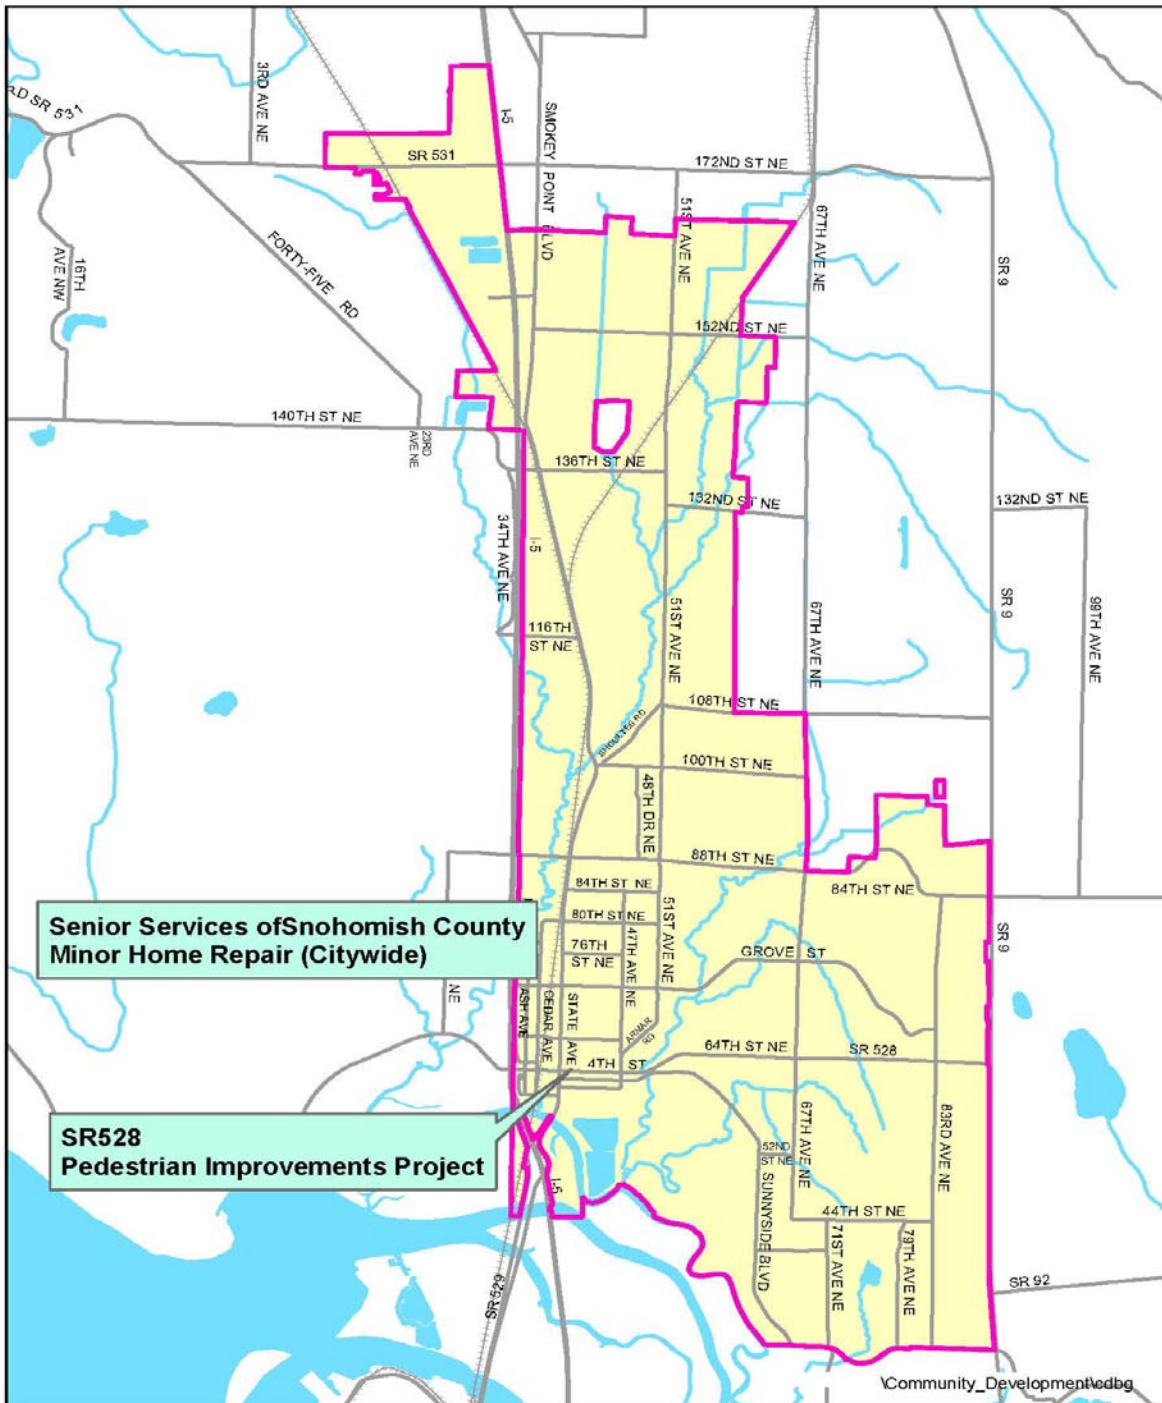 3RD AVE NE
SR 531
I-5
SMOKEY POINT BLVD
SR 531
172ND ST NE
51ST AVE NE
67TH AVE NE
SR 9
16TH
AVE NW
FORTY-FIVE RD
152ND ST NE
140TH ST NE
23RD
AVE NE
136TH ST NE
132ND ST NE
132ND ST NE
34TH AVE NE
I-5
51ST AVE NE
67TH AVE NE
SR 9
99TH AVE NE
116TH
ST NE
108TH ST NE
SHOULTES RD
100TH ST NE
48TH DR NE
88TH ST NE
84TH ST NE
84TH ST NE
Senior Services ofSnohomish County
Minor Home Repair (Citywide)
80TH ST NE
47TH AVE NE
51ST AVE NE
76TH
ST NE
GROVE ST
SR 9
NE
ASH AVE
CEDAR AVE
STATE AVE
ARMAR
RD
64TH ST NE
SR 528
4TH ST
SR528
Pedestrian Improvements Project
67TH AVE NE
83RD AVE NE
52ND
ST NE
I-5
SUNNYSIDE BLVD
44TH ST NE
71ST AVE NE
79TH AVE NE
SR 529
SR 92
\Community_Development\cdbg